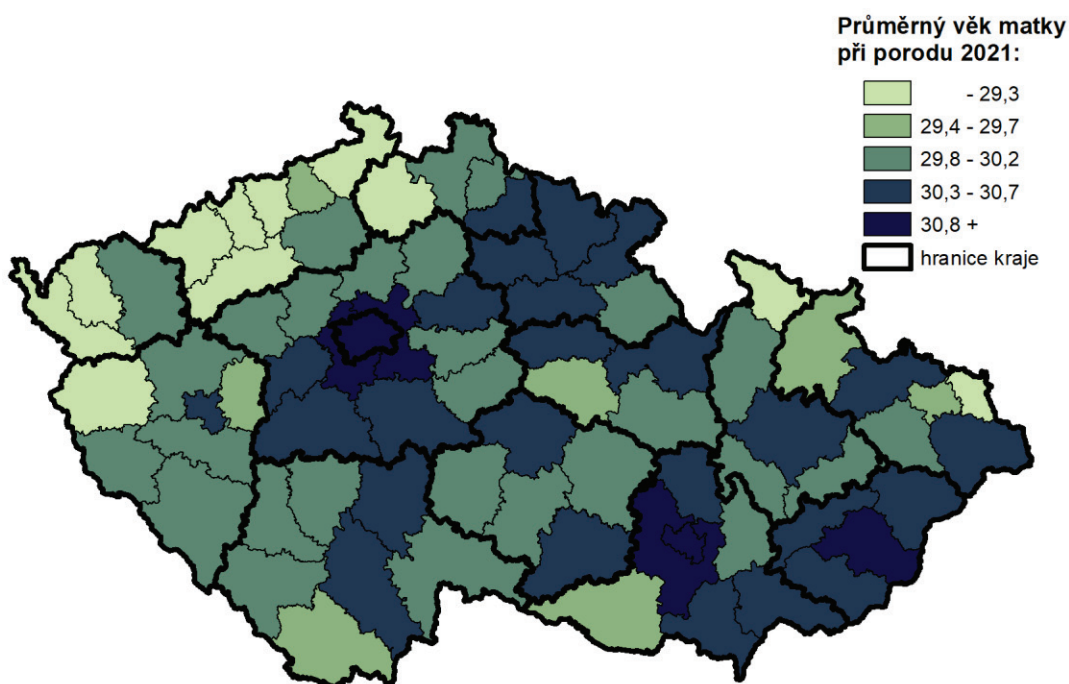 Průměrný věk matky
při porodu 2021:
- 29,3
29,4 - 29,7
29,8 - 30,2
30,3 - 30,7
30,8 +
hranice kraje